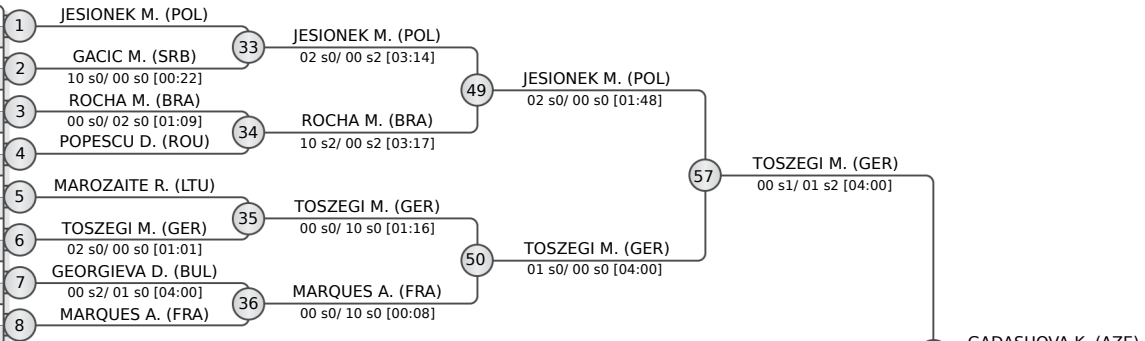 1
JESIONEK M. (POL)
2
GACIC M. (SRB)
10 s0/ 00 s0 [00:22]
3
ROCHA M. (BRA)
00 s0/ 02 s0 [01:09]
4
POPESCU D. (ROU)
5
MAROZAITE R. (LTU)
6
TOSZEGI M. (GER)
02 s0/ 00 s0 [01:01]
7
GEORGIEVA D. (BUL)
00 s2/ 01 s0 [04:00]
8
MARQUES A. (FRA)
33
JESIONEK M. (POL)
02 s0/ 00 s2 [03:14]
34
ROCHA M. (BRA)
10 s2/ 00 s2 [03:17]
35
TOSZEGI M. (GER)
00 s0/ 10 s0 [01:16]
36
MARQUES A. (FRA)
00 s0/ 10 s0 [00:08]
49
JESIONEK M. (POL)
02 s0/ 00 s0 [01:48]
50
TOSZEGI M. (GER)
01 s0/ 00 s0 [04:00]
57
TOSZEGI M. (GER)
00 s1/ 01 s2 [04:00]